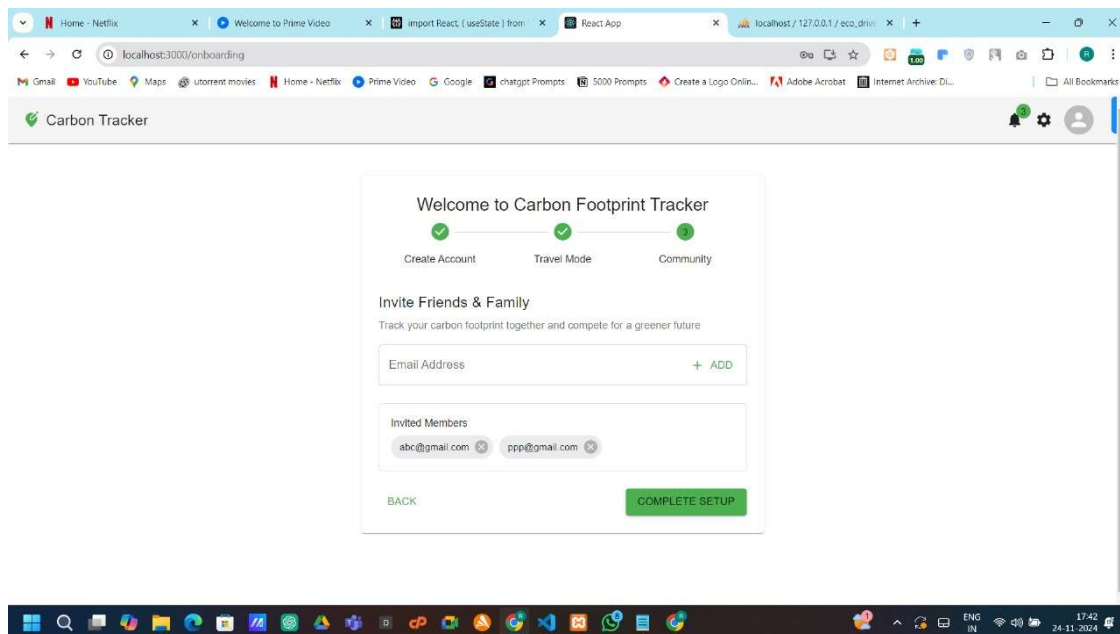 Home - Netflix
Welcome to Prime Video
import React, { useState } from
React App
localhost / 127.0.0.1 / eco_driv
localhost:3000/onboarding
1.00
R
Gmail
YouTube
Maps
utorrent movies
Home - Netflix
Prime Video
Google
chatgpt Prompts
5000 Prompts
Create a Logo Onlin...
Adobe Acrobat
Internet Archive: Di...
All Bookmarks
Carbon Tracker
3
Welcome to Carbon Footprint Tracker
3
Create Account
Travel Mode
Community
Invite Friends & Family
Track your carbon footprint together and compete for a greener future
Email Address
+ ADD
Invited Members
abc@gmail.com
ppp@gmail.com
BACK
COMPLETE SETUP
ENG
IN
17:42
24-11-2024